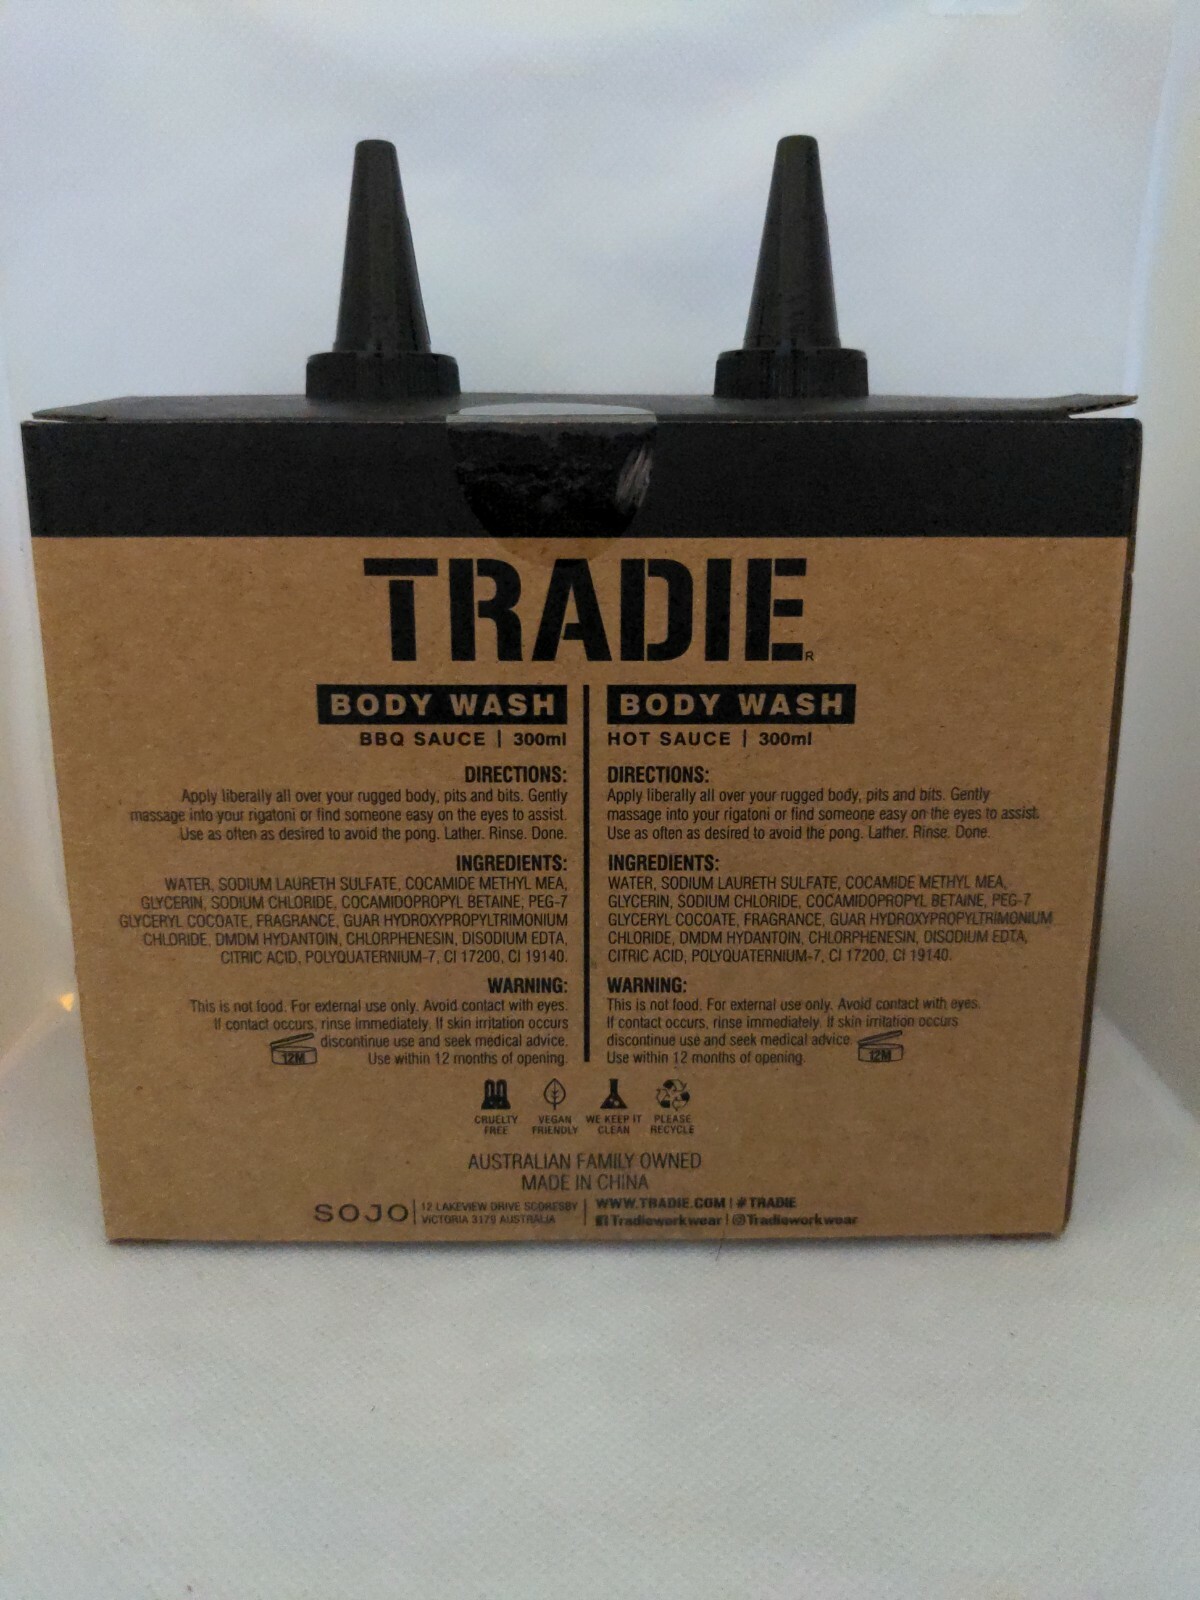 TRADIE
R
BODY WASH
BBQ SAUCE | 300ml
DIRECTIONS:
Apply liberally all over your rugged body, pits and bits. Gently
massage into your rigatoni or find someone easy on the eyes to assist.
Use as often as desired to avoid the pong. Lather. Rinse. Done.
INGREDIENTS:
WATER, SODIUM LAURETH SULFATE, COCAMIDE METHYL MEA,
GLYCERIN, SODIUM CHLORIDE, COCAMIDOPROPYL BETAINE, PEG-7
GLYCERYL COCOATE, FRAGRANCE, GUAR HYDROXYPROPYLTRIMONIUM
CHLORIDE, DMDM HYDANTOIN, CHLORPHENESIN, DISODIUM EDTA,
CITRIC ACID, POLYQUATERNIUM-7, CI 17200, CI 19140.
WARNING:
This is not food. For external use only. Avoid contact with eyes.
If contact occurs, rinse immediately. If skin irritation occurs
discontinue use and seek medical advice.
Use within 12 months of opening.
12M
BODY WASH
HOT SAUCE | 300ml
DIRECTIONS:
Apply liberally all over your rugged body, pits and bits. Gently
massage into your rigatoni or find someone easy on the eyes to assist.
Use as often as desired to avoid the pong. Lather. Rinse. Done.
INGREDIENTS:
WATER, SODIUM LAURETH SULFATE, COCAMIDE METHYL MEA,
GLYCERIN, SODIUM CHLORIDE, COCAMIDOPROPYL BETAINE, PEG-7
GLYCERYL COCOATE, FRAGRANCE, GUAR HYDROXYPROPYLTRIMONIUM
CHLORIDE, DMDM HYDANTOIN, CHLORPHENESIN, DISODIUM EDTA,
CITRIC ACID, POLYQUATERNIUM-7, CI 17200, CI 19140.
WARNING:
This is not food. For external use only. Avoid contact with eyes.
If contact occurs, rinse immediately. If skin irritation occurs
discontinue use and seek medical advice.
Use within 12 months of opening.
12M
CRUELTY
FREE
VEGAN
FRIENDLY
WE KEEP IT
CLEAN
PLEASE
RECYCLE
AUSTRALIAN FAMILY OWNED
MADE IN CHINA
SOJO
12 LAKEVIEW DRIVE SCORESBY
VICTORIA 3179 AUSTRALIA
WWW.TRADIE.COM | #TRADIE
Tradieworkwear | Tradieworkwear